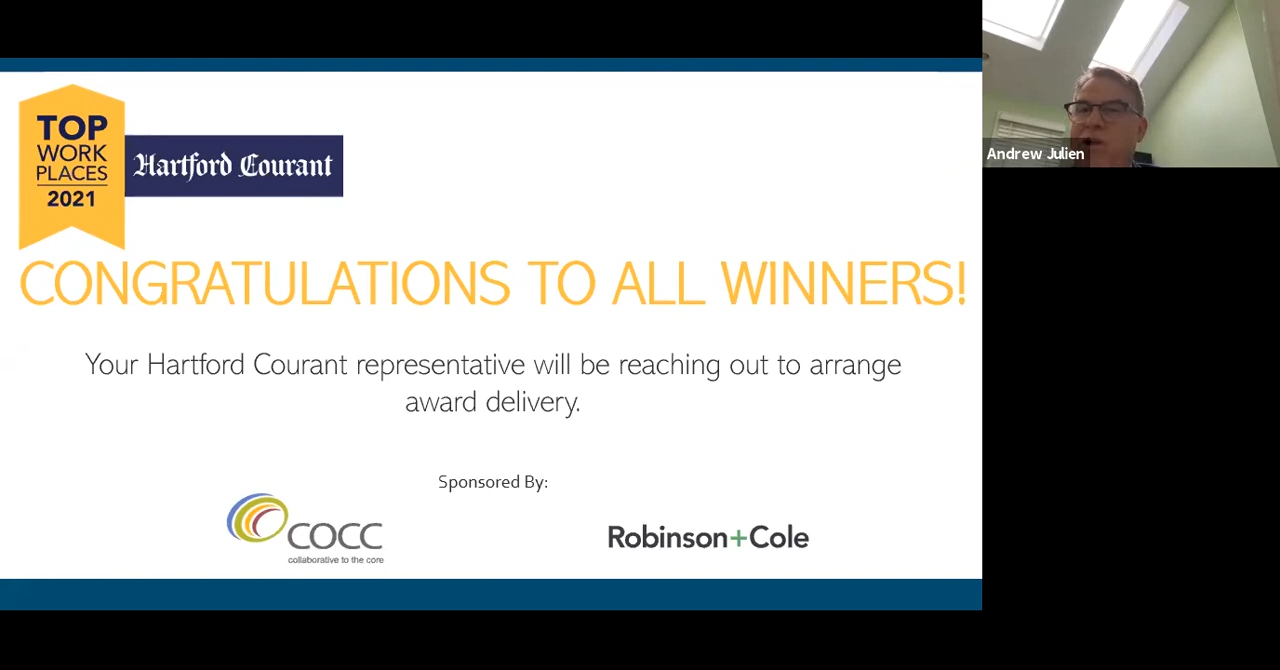 TOP
WORK
PLACES
2021
Hartford Courant
CONGRATULATIONS TO ALL WINNERS!
Your Hartford Courant representative will be reaching out to arrange
award delivery.
Sponsored By:
COCC
collaborative to the core
Robinson+Cole
Andrew Julien